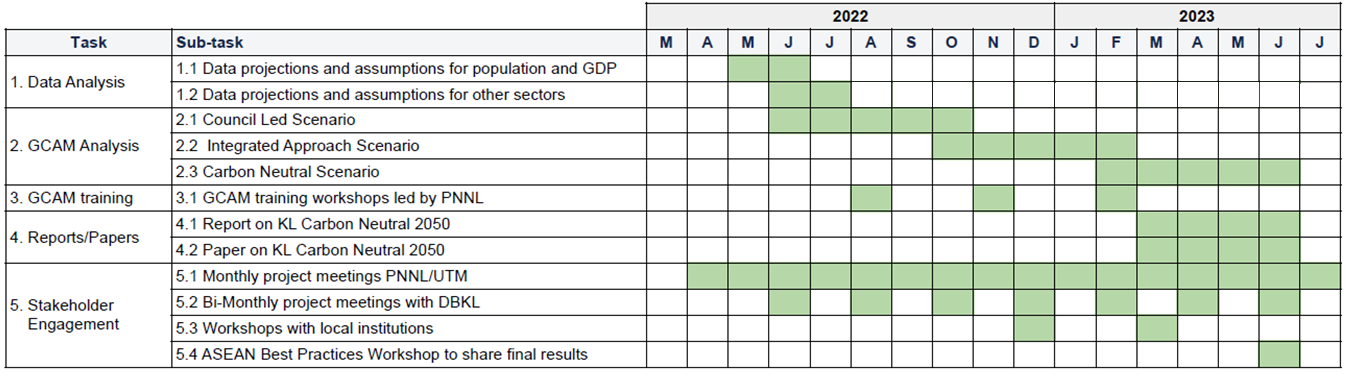 2022 2023
Task Sub-task M A M J J A S O N D J F M A M J J
1. Data Analysis
1.1 Data projections and assumptions for population and GDP
1.2 Data projections and assumptions for other sectors
2. GCAM Analysis
2.1 Council Led Scenario
2.2 Integrated Approach Scenario
2.3 Carbon Neutral Scenario
3. GCAM training
3.1 GCAM training workshops led by PNNL
4. Reports/Papers
4.1 Report on KL Carbon Neutral 2050
4.2 Paper on KL Carbon Neutral 2050
5. Stakeholder
Engagement
5.1 Monthly project meetings PNNL/UTM
5.2 Bi-Monthly project meetings with DBKL
5.3 Workshops with local institutions
5.4 ASEAN Best Practices Workshop to share final results